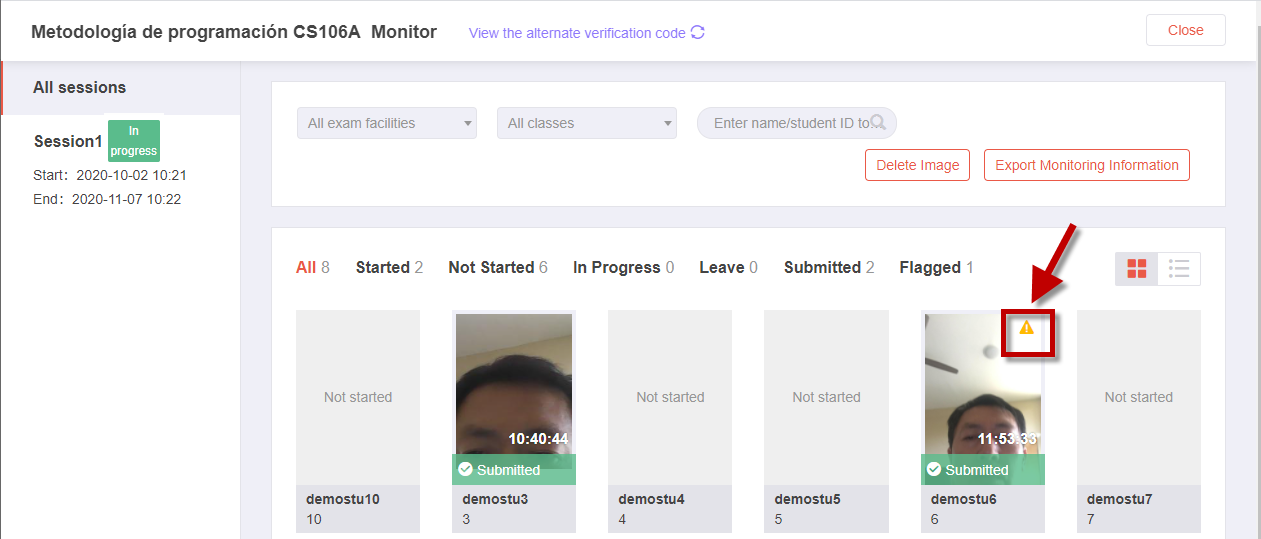 Metodología de programación CS106A Monitor
View the alternate verification code
Close
All sessions
Session1
In progress
Start: 2020-10-02 10:21
End: 2020-11-07 10:22
All exam facilities
All classes
Enter name/student ID to...
Delete Image
Export Monitoring Information
All 8
Started 2
Not Started 6
In Progress 0
Leave 0
Submitted 2
Flagged 1
Not started
demostu10
10
10:40:44
Submitted
demostu3
3
Not started
demostu4
4
Not started
demostu5
5
11:53:33
Submitted
demostu6
6
Not started
demostu7
7